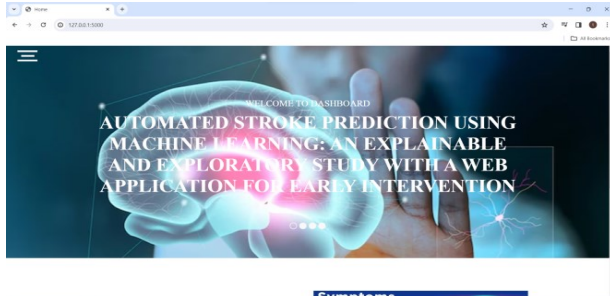 Home
127.0.0.1:5000
All Bookmarks
WELCOME TO DASHBOARD
AUTOMATED STROKE PREDICTION USING
MACHINE LEARNING: AN EXPLAINABLE
AND EXPLORATORY STUDY WITH A WEB
APPLICATION FOR EARLY INTERVENTION
Symptoms